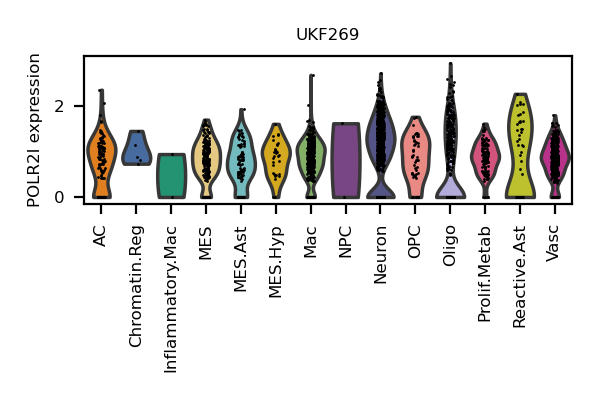 UKF269
POLR2I expression
2
0
AC
Chromatin.Reg
Inflammatory.Mac
MES
MES.Ast
MES.Hyp
Mac
NPC
Neuron
OPC
Oligo
Prolif.Metab
Reactive.Ast
Vasc